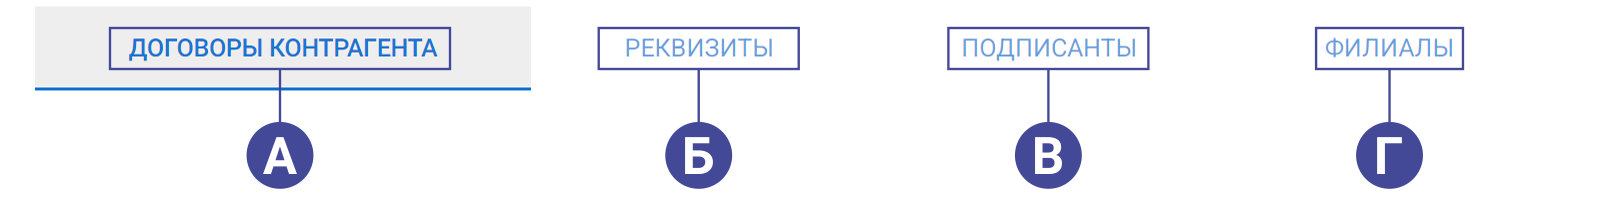 ДОГОВОРЫ КОНТРАГЕНТА РЕКВИЗИТЫ ПОДПИСАНТЫ ФИЛИАЛЫ
А Б В Г